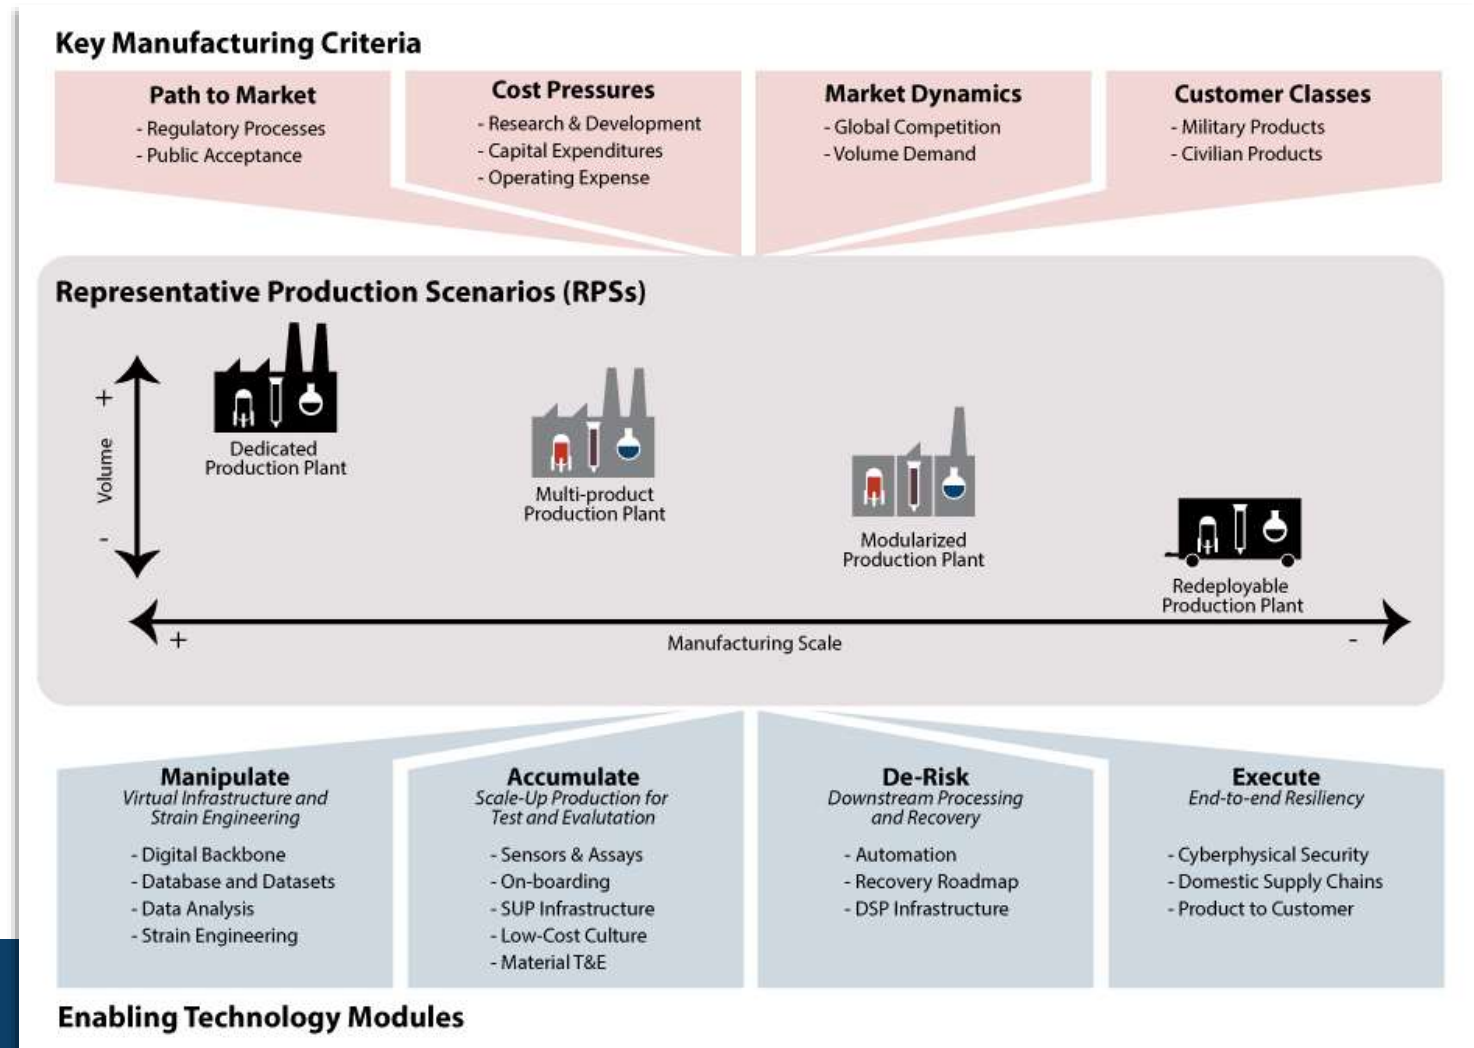 Key Manufacturing Criteria
Path to Market
- Regulatory Processes
- Public Acceptance
Cost Pressures
- Research & Development
- Capital Expenditures
- Operating Expense
Market Dynamics
- Global Competition
- Volume Demand
Customer Classes
- Military Products
- Civilian Products
Representative Production Scenarios (RPSs)
+
Volume
-
Dedicated
Production Plant
Multi-product
Production Plant
Modularized
Production Plant
Redeployable
Production Plant
+
Manufacturing Scale
-
Manipulate
Virtual Infrastructure and
Strain Engineering
- Digital Backbone
- Database and Datasets
- Data Analysis
- Strain Engineering
Accumulate
Scale-Up Production for
Test and Evalutation
- Sensors & Assays
- On-boarding
- SUP Infrastructure
- Low-Cost Culture
- Material T&E
De-Risk
Downstream Processing
and Recovery
- Automation
- Recovery Roadmap
- DSP Infrastructure
Execute
End-to-end Resiliency
- Cyberphysical Security
- Domestic Supply Chains
- Product to Customer
Enabling Technology Modules